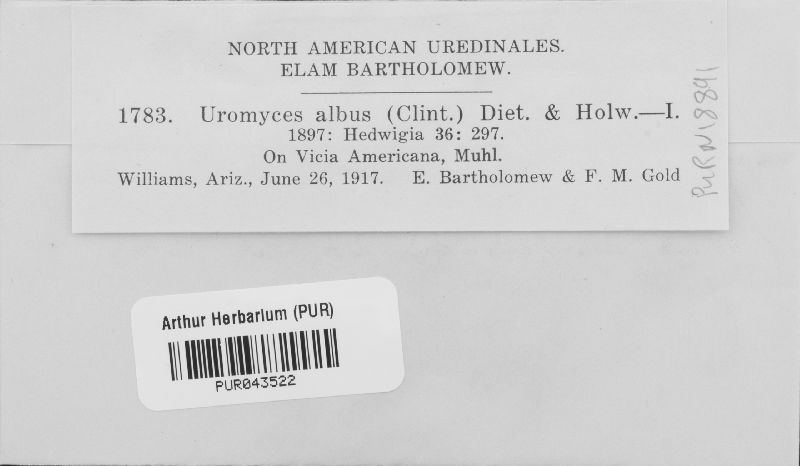 NORTH AMERICAN UREDINALES.
ELAM BARTHOLOMEW.
1783. Uromyces albus (Clint.) Diet. & Holw.—I.
1897: Hedwigia 36: 297.
On Vicia Americana, Muhl.
Williams, Ariz., June 26, 1917. E. Bartholomew & F. M. Gold
PURN18891
Arthur Herbarium (PUR)
PUR043522